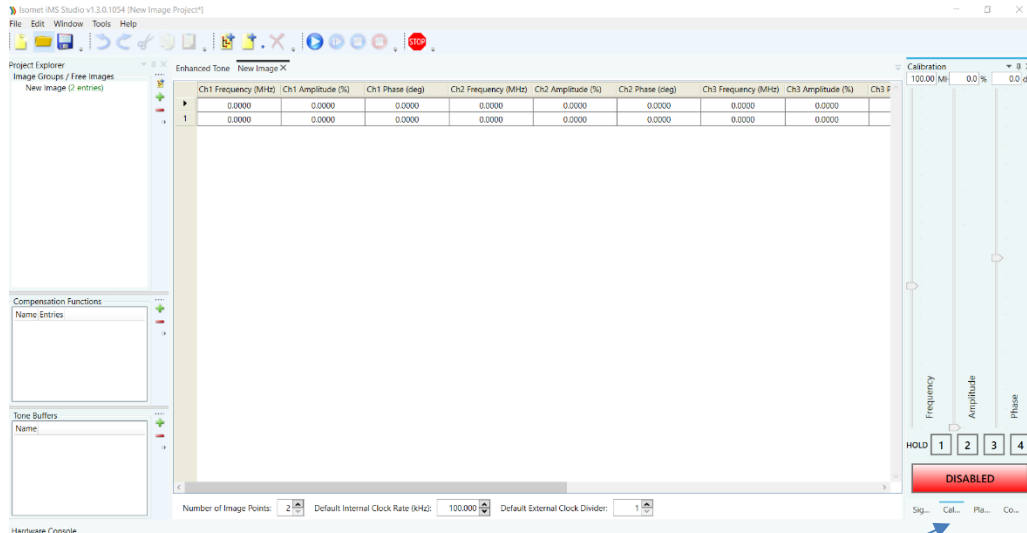 Isomet iMS Studio v1.3.0.1054 [New Image Project*]
File Edit Window Tools Help
STOP
Project Explorer
Image Groups / Free Images
New Image (2 entries)
Enhanced Tone New Image
Ch1 Frequency (MHz) Ch1 Amplitude (%) Ch1 Phase (deg) Ch2 Frequency (MHz) Ch2 Amplitude (%) Ch2 Phase (deg) Ch3 Frequency (MHz) Ch3 Amplitude (%) Ch3 P
0.0000 0.0000 0.0000 0.0000 0.0000 0.0000 0.0000 0.0000
1 0.0000 0.0000 0.0000 0.0000 0.0000 0.0000 0.0000 0.0000
Compensation Functions
Name Entries
Tone Buffers
Name
Number of Image Points: 2 Default Internal Clock Rate (kHz): 100.000 Default External Clock Divider: 1
Calibration
100.00 MH 0.0 % 0.0 d
Frequency
Amplitude
Phase
HOLD 1 2 3 4
DISABLED
Sig... Cal... Pla... Co...
Hardware Console